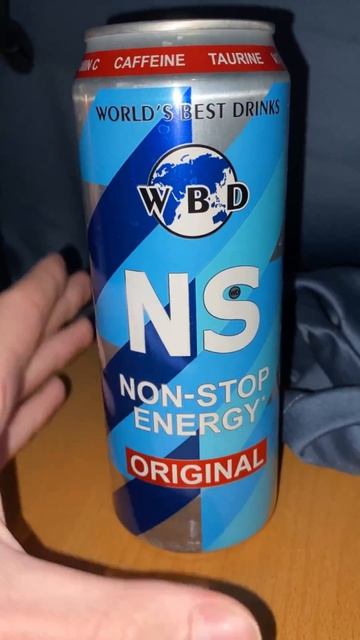 CAFFEINE TAURINE
WORLD'S BEST DRINKS
WBD
NS
NON-STOP
ENERGY*
ORIGINAL